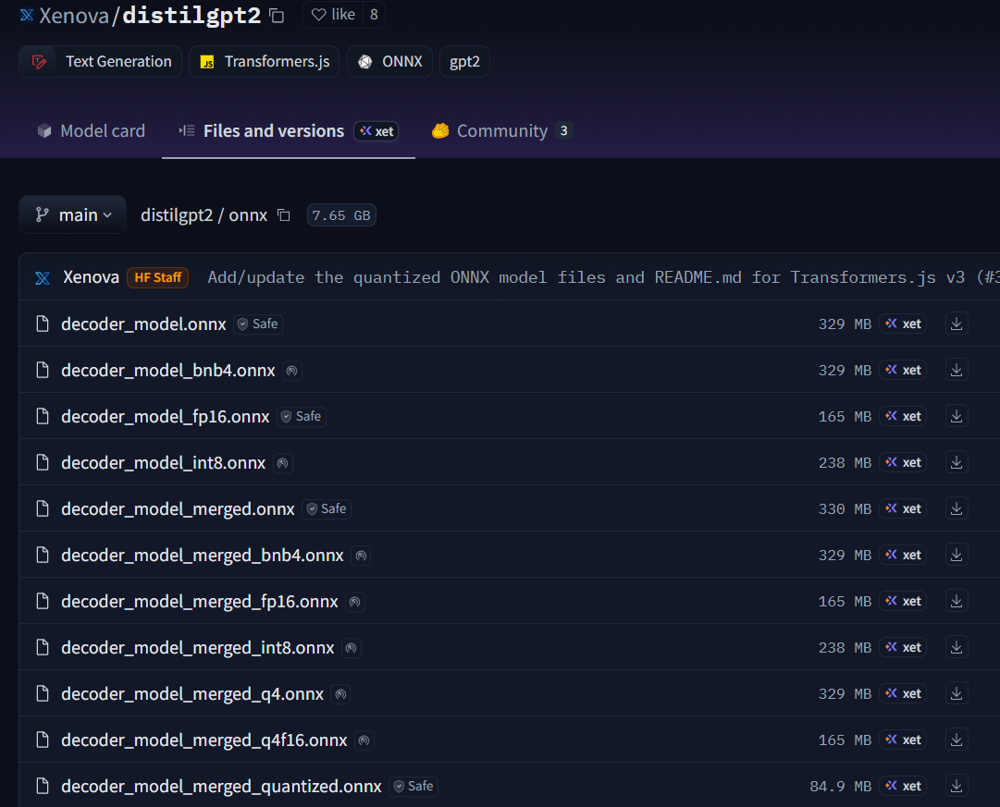 Xenova/distilgpt2 like 8
Text Generation Transformers.js ONNX gpt2
Model card Files and versions xet Community 3
main distilgpt2 / onnx 7.65 GB
Xenova HF Staff Add/update the quantized ONNX model files and README.md for Transformers.js v3 (#3
decoder_model.onnx Safe 329 MB xet
decoder_model_bnb4.onnx 329 MB xet
decoder_model_fp16.onnx Safe 165 MB xet
decoder_model_int8.onnx 238 MB xet
decoder_model_merged.onnx Safe 330 MB xet
decoder_model_merged_bnb4.onnx 329 MB xet
decoder_model_merged_fp16.onnx 165 MB xet
decoder_model_merged_int8.onnx 238 MB xet
decoder_model_merged_q4.onnx 329 MB xet
decoder_model_merged_q4f16.onnx 165 MB xet
decoder_model_merged_quantized.onnx Safe 84.9 MB xet